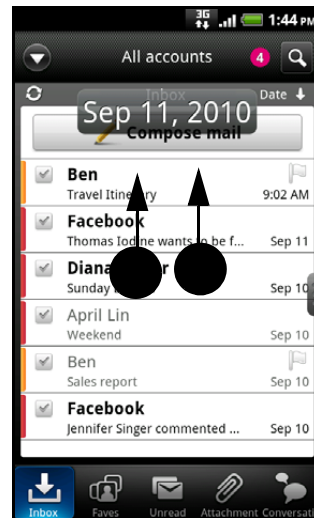 3G 1:44 PM
All accounts 4
Inbox Date
Sep 11, 2010
Compose mail
Ben
Travel Itinerary 9:02 AM
Facebook
Thomas Iodine wants to be f... Sep 11
Diana
Sunday Sep 10
April Lin
Weekend Sep 10
Ben
Sales report Sep 10
Facebook
Jennifer Singer commented ... Sep 10
Inbox Faves Unread Attachment Conversati